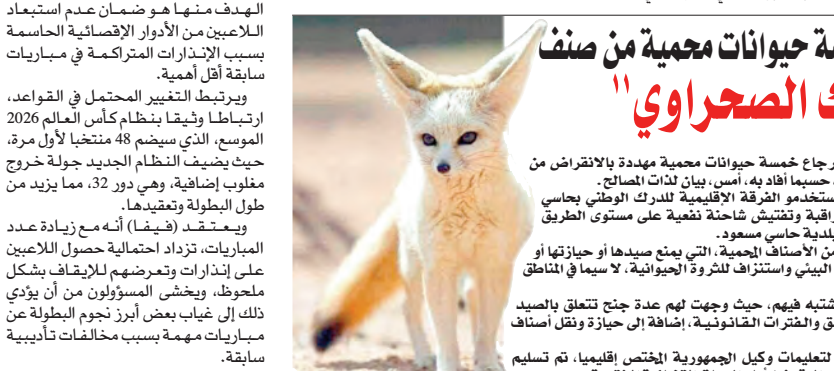 ة حيوانات محمية من صنف
ك الصحراوي"
رجاع خمسة حيوانات محمية مهددة بالانقراض من
، حسبما أفاد به، أمس، بيان لذات المصالح.
ستخدمو الفرقة الإقليمية للدرك الوطني بحاسي
راقبة وتفتيش شاحنة نفعية على مستوى الطريق
بلدية حاسي مسعود.
من الأصناف المحمية، التي يمنع صيدها أو حيازتها أو
البيئي واستنزاف للثروة الحيوانية، لا سيما في المناطق
شتبه فيهم، حيث وجهت لهم عدة جنح تتعلق بالصيد
ق والفترات القانونية، إضافة إلى حيازة ونقل أصناف
لتعليمات وكيل الجمهورية المختص إقليميا، تم تسليم
الهدف منها هو ضمان عدم استبعاد
اللاعبين من الأدوار الإقصائية الحاسمة
بسبب الإنذارات المتراكمة في مباريات
سابقة أقل أهمية.
ويرتبط التغيير المحتمل في القواعد،
ارتباطا وثيقا بنظام كأس العالم 2026
الموسع، الذي سيضم 48 منتخبا لأول مرة،
حيث يضيف النظام الجديد جولة خروج
مغلوب إضافية، وهي دور 32، مما يزيد من
طول البطولة وتعقيدها.
ويعتقد (فيفا) أنه مع زيادة عدد
المباريات، تزداد احتمالية حصول اللاعبين
على إنذارات وتعرضهم للإيقاف بشكل
ملحوظ، ويخشى المسؤولون من أن يؤدي
ذلك إلى غياب بعض أبرز نجوم البطولة عن
مباريات مهمة بسبب مخالفات تأديبية
سابقة.